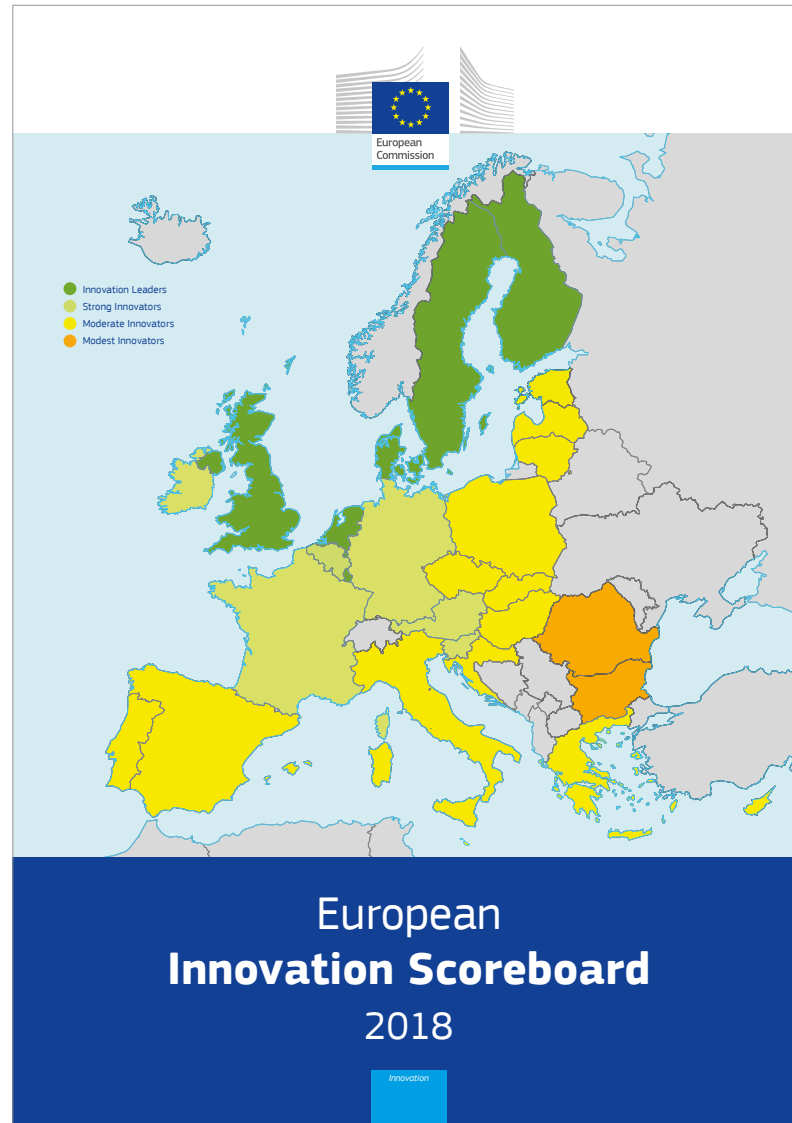 European
Commission
Innovation Leaders
Strong Innovators
Moderate Innovators
Modest Innovators
European
Innovation Scoreboard
2018
Innovation